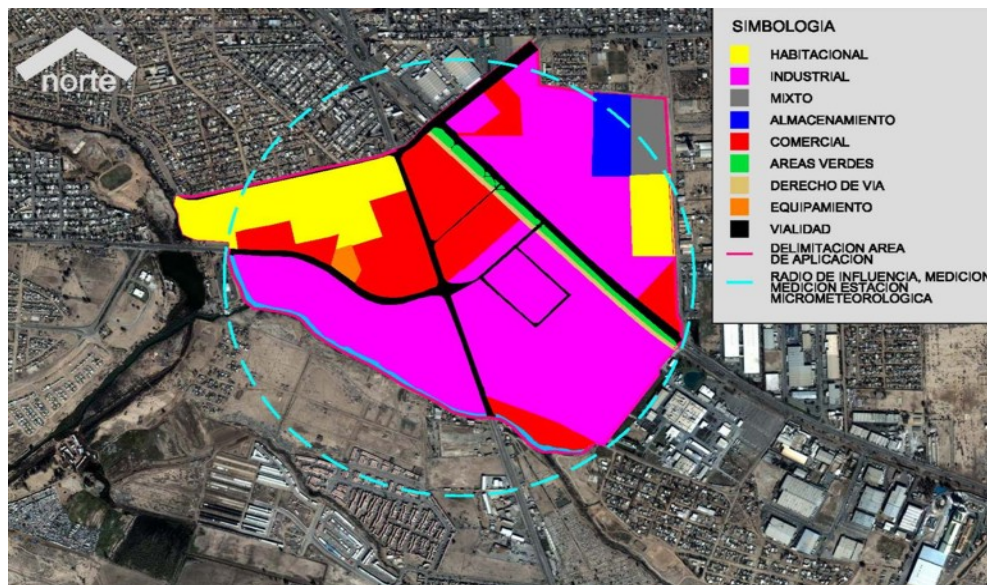 norte
SIMBOLOGIA
HABITACIONAL
INDUSTRIAL
MIXTO
ALMACENAMIENTO
COMERCIAL
AREAS VERDES
DERECHO DE VIA
EQUIPAMIENTO
VIALIDAD
DELIMITACION AREA
DE APLICACION
RADIO DE INFLUENCIA, MEDICION
MEDICION ESTACION
MICROMETEOROLOGICA